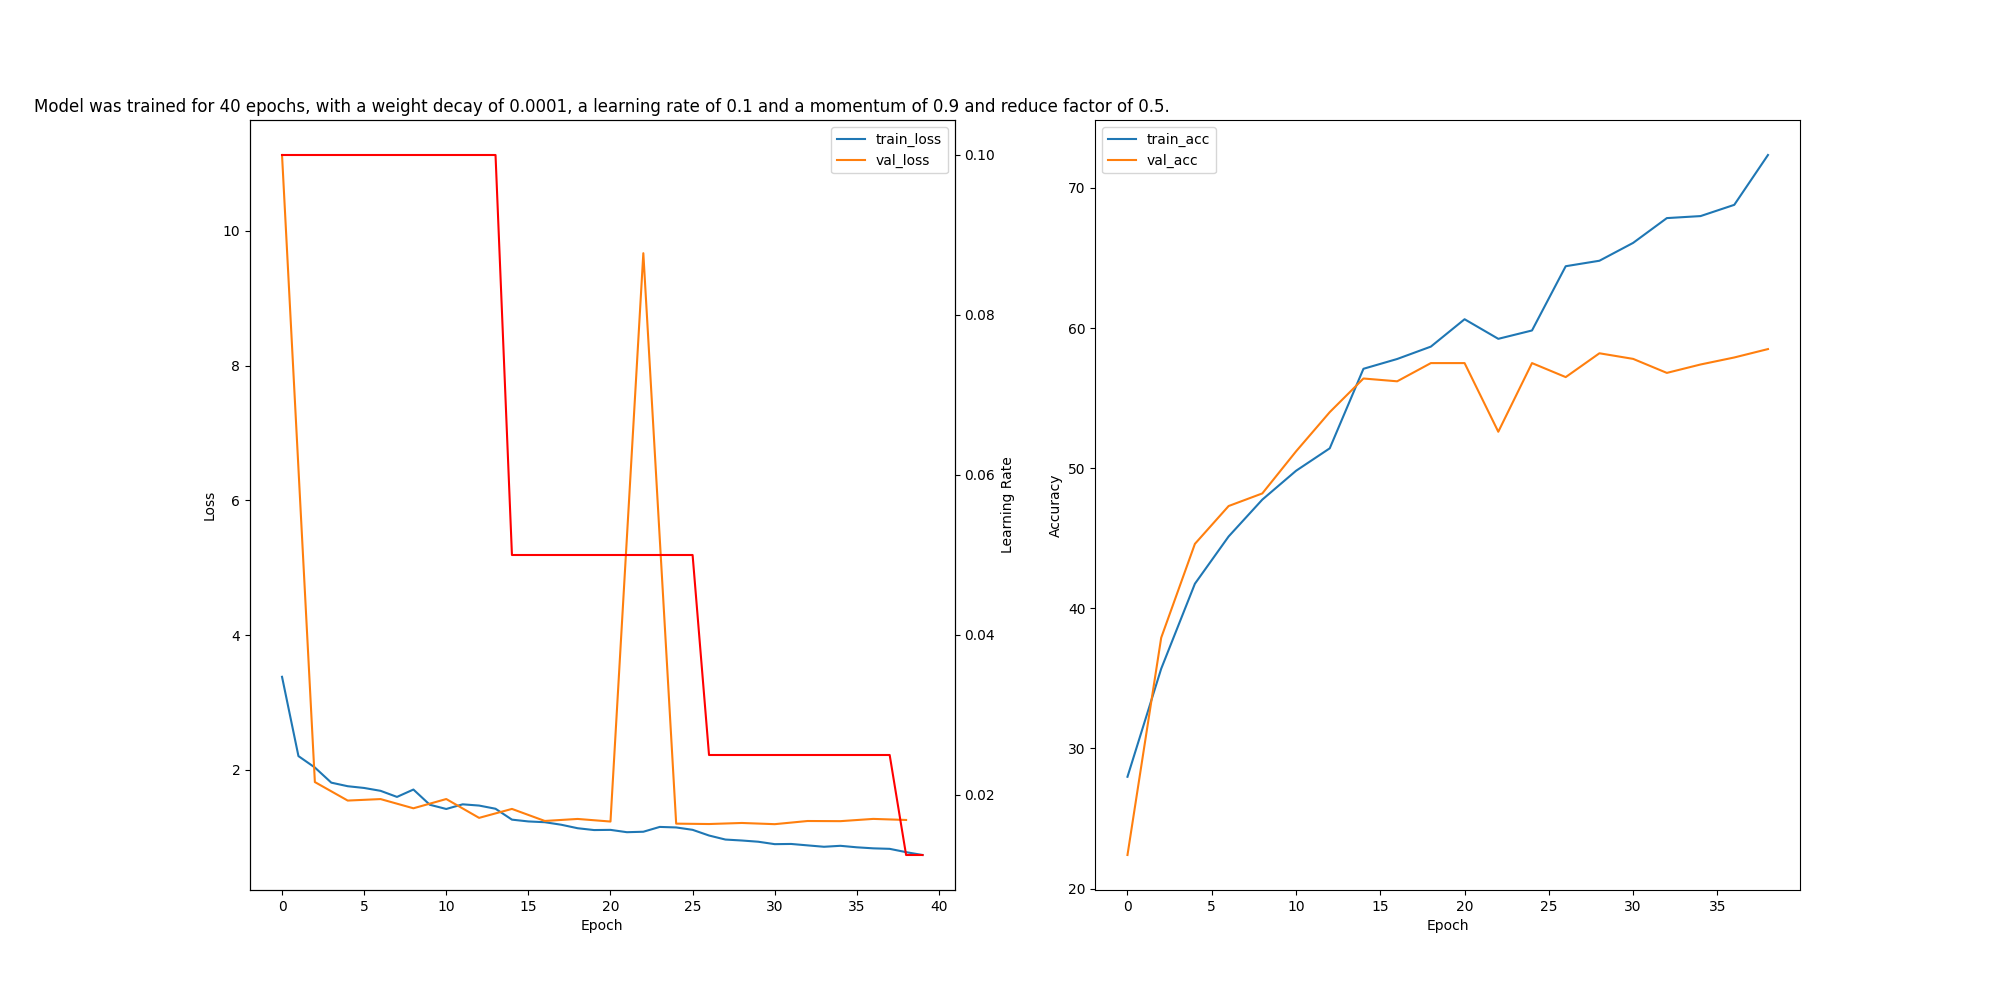 Model was trained for 40 epochs, with a weight decay of 0.0001, a learning rate of 0.1 and a momentum of 0.9 and reduce factor of 0.5.
train_loss
val_loss
10
8
6
4
2
Loss
0.10
0.08
0.06
0.04
0.02
Learning Rate
0 5 10 15 20 25 30 35 40
Epoch
train_acc
val_acc
70
60
50
40
30
20
Accuracy
0 5 10 15 20 25 30 35
Epoch